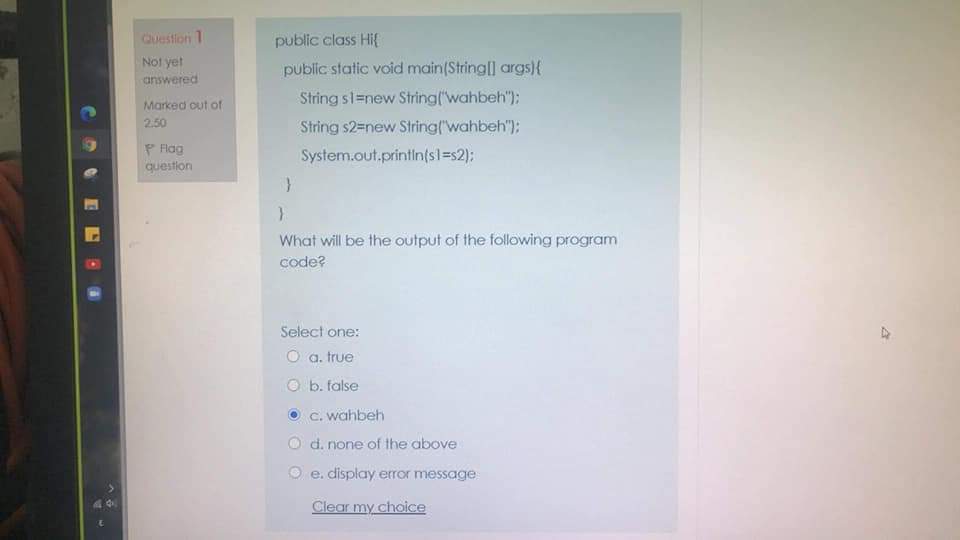 Question 1
Not yet
answered
Marked out of
2.50
Flag
question
public class Hi{
public static void main(String[] args){
String s1=new String("wahbeh");
String s2=new String("wahbeh");
System.out.println(s1=s2);
}
}
What will be the output of the following program
code?
Select one:
a. true
b. false
c. wahbeh
d. none of the above
e. display error message
Clear my choice